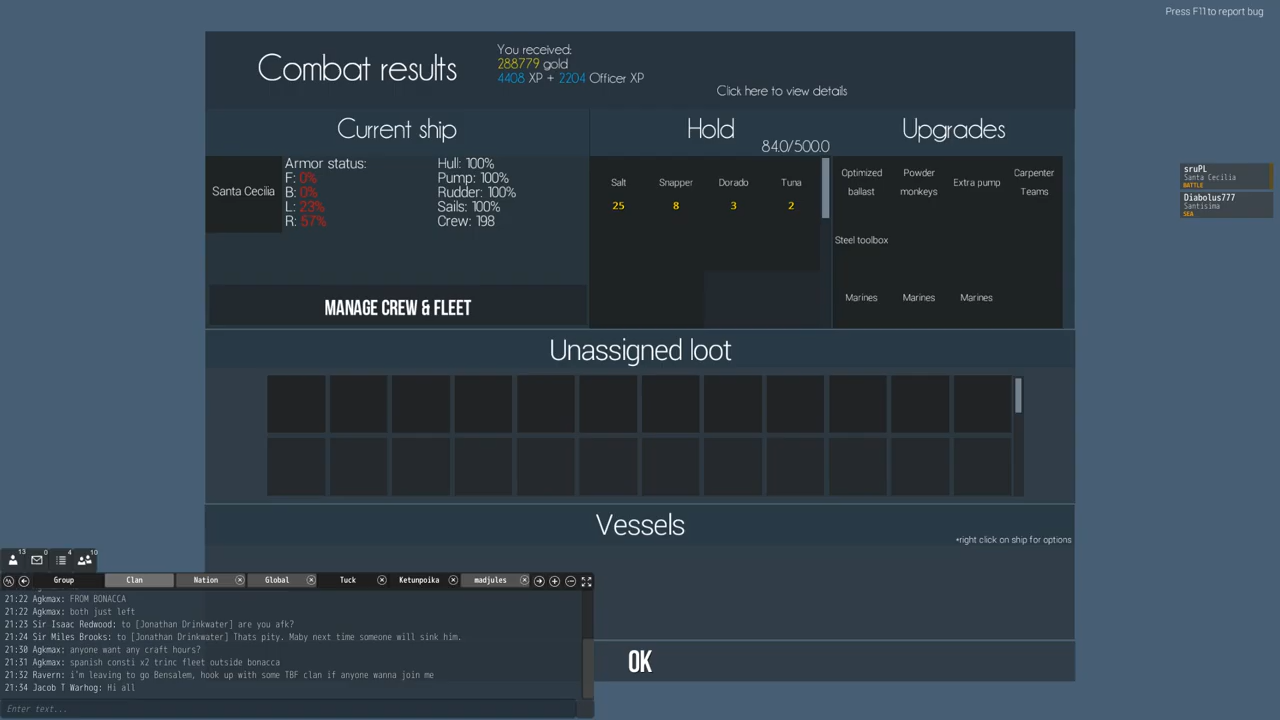 Press F11 to report bug
Combat results
You received:
288779 gold
4408 XP + 2204 Officer XP
Click here to view details
Current ship
Hold
84.0/500.0
Upgrades
Santa Cecilia
Armor status:
F: 0%
B: 0%
L: 23%
R: 57%
Hull: 100%
Pump: 100%
Rudder: 100%
Sails: 100%
Crew: 198
Salt Snapper Dorado Tuna
25 8 3 2
Optimized ballast
Powder monkeys
Extra pump
Carpenter Teams
Steel toolbox
Marines Marines Marines
sruPL
Santa Cecilia
BATTLE
Diabolus777
Santisima
SEA
MANAGE CREW & FLEET
Unassigned loot
Vessels
*right click on ship for options
13 0 4 10
Group Clan Nation Global Tuck Ketunpoika madjules
21:22 Agkmax: FROM BONACCA
21:22 Agkmax: both just left
21:23 Sir Isaac Redwood: to [Jonathan Drinkwater] are you afk?
21:24 Sir Miles Brooks: to [Jonathan Drinkwater] Thats pity. Maby next time someone will sink him.
21:30 Agkmax: anyone want any craft hours?
21:31 Agkmax: spanish consti x2 trinc fleet outside bonacca
21:32 Ravern: i'm leaving to go Bensalem, hook up with some TBF clan if anyone wanna join me
21:34 Jacob T Warhog: Hi all
Enter text...
OK